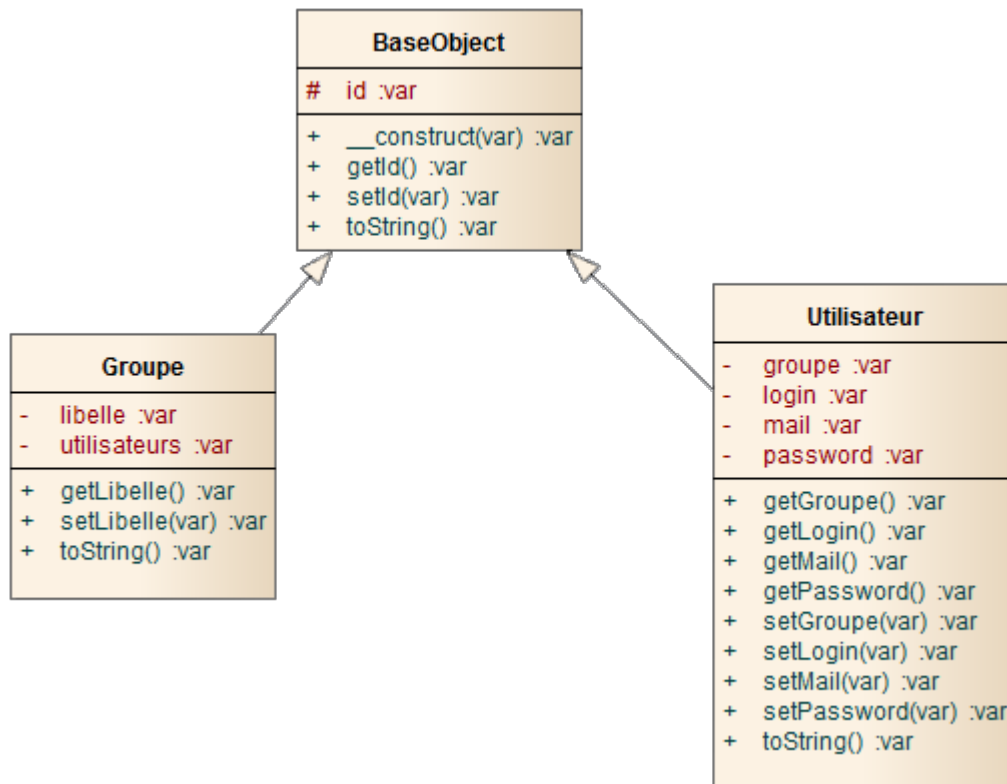 BaseObject
# id :var
+ __construct(var) :var
+ getId() :var
+ setId(var) :var
+ toString() :var
Groupe
- libelle :var
- utilisateurs :var
+ getLibelle() :var
+ setLibelle(var) :var
+ toString() :var
Utilisateur
- groupe :var
- login :var
- mail :var
- password :var
+ getGroupe() :var
+ getLogin() :var
+ getMail() :var
+ getPassword() :var
+ setGroupe(var) :var
+ setLogin(var) :var
+ setMail(var) :var
+ setPassword(var) :var
+ toString() :var